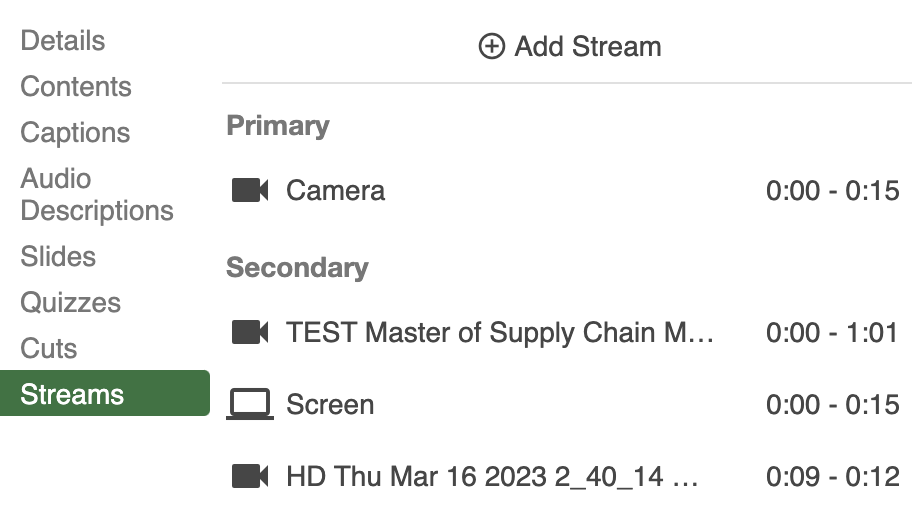 Details
Contents
Captions
Audio
Descriptions
Slides
Quizzes
Cuts
Streams
Add Stream
Primary
Camera 0:00 - 0:15
Secondary
TEST Master of Supply Chain M... 0:00 - 1:01
Screen 0:00 - 0:15
HD Thu Mar 16 2023 2_40_14 ... 0:09 - 0:12